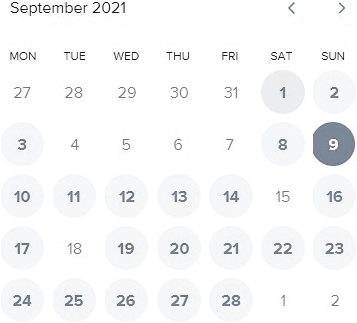 September 2021
MON TUE WED THU FRI SAT SUN
27 28 29 30 31 1 2
3 4 5 6 7 8 9
10 11 12 13 14 15 16
17 18 19 20 21 22 23
24 25 26 27 28 1 2